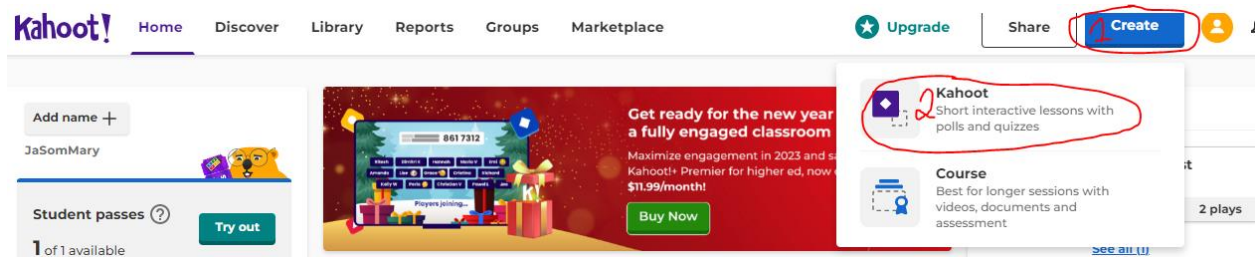 Kahoot! Home Discover Library Reports Groups Marketplace Upgrade Share 1 Create
Add name +
JaSomMary
Student passes ?
Try out
1 of 1 available
861 7312
Players joining...
K!
Get ready for the new year
a fully engaged classroom
Maximize engagement in 2023 and sa
Kahoot!+ Premier for higher ed, now
$11.99/month!
Buy Now
2 Kahoot
Short interactive lessons with
polls and quizzes
Course
Best for longer sessions with
videos, documents and
assessment
st
2 plays
See all (1)